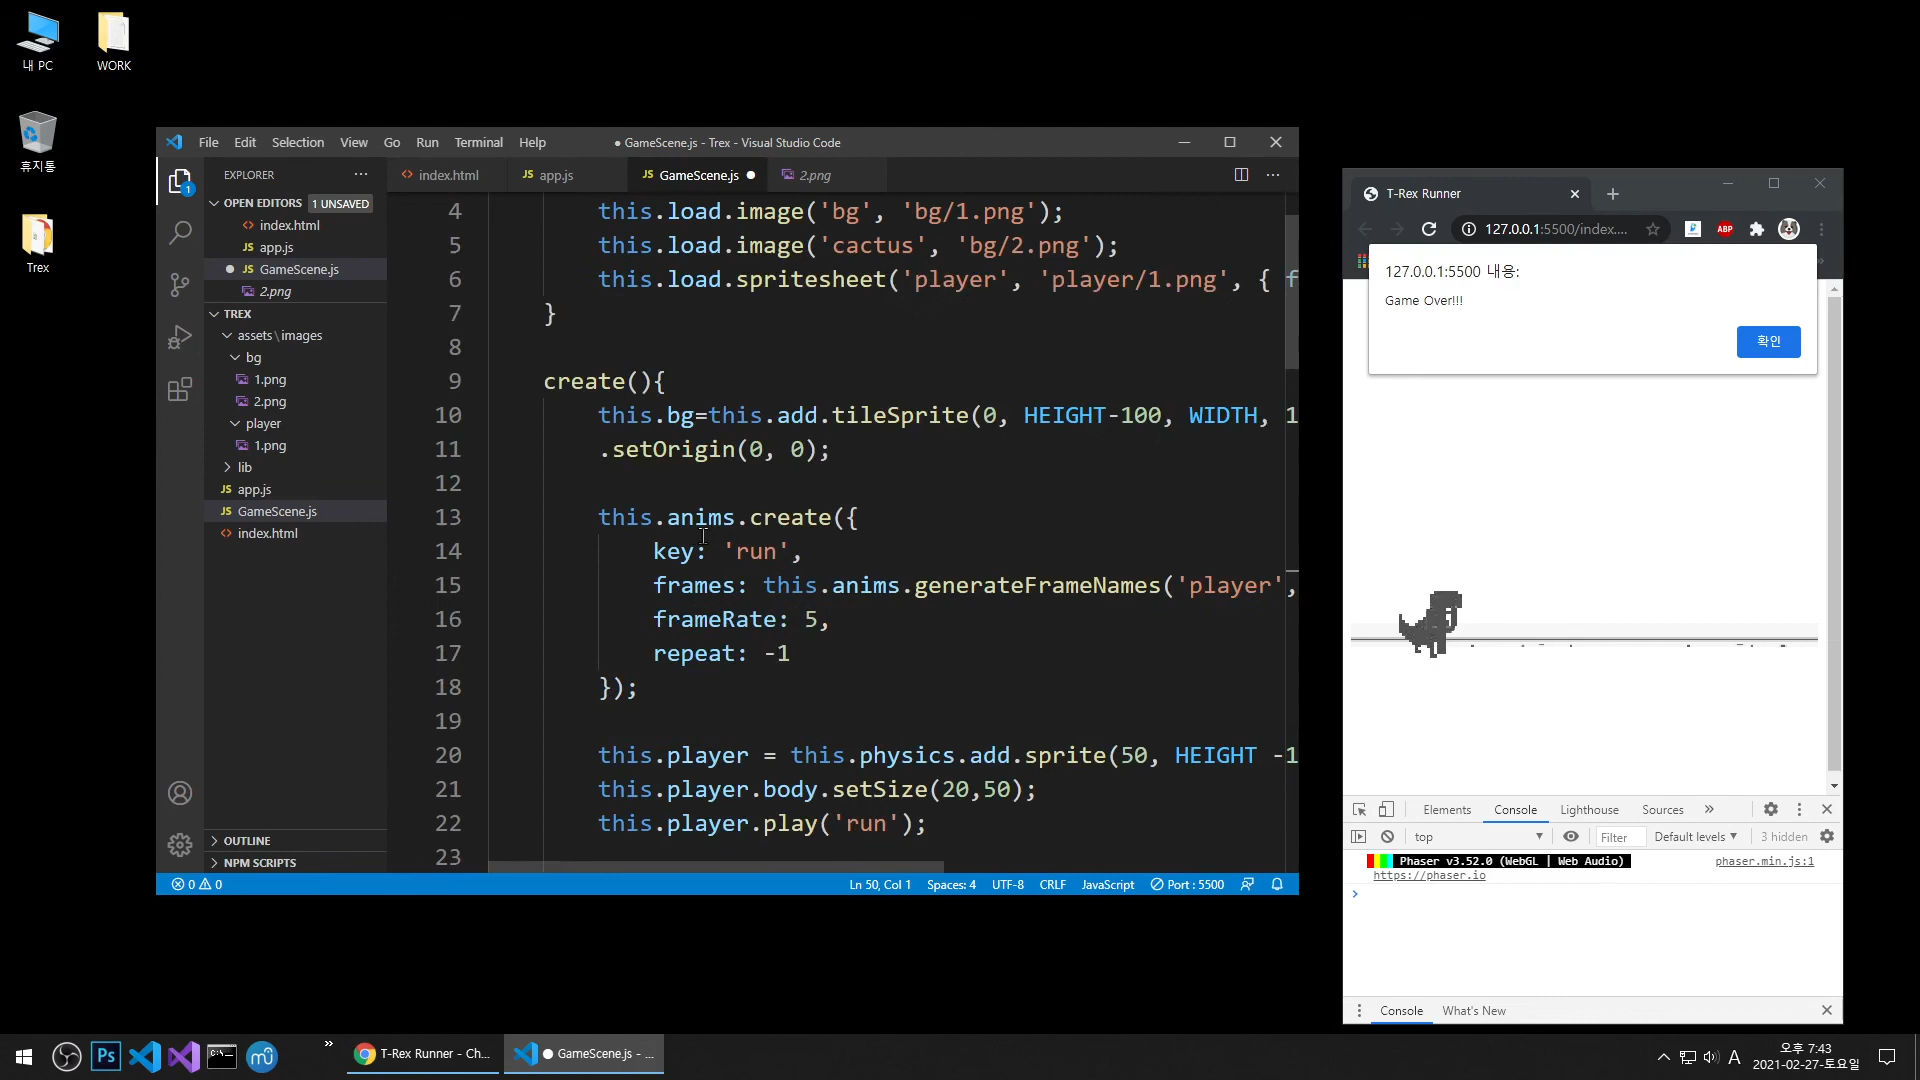 내 PC
WORK
휴지통
Trex
File Edit Selection View Go Run Terminal Help
● GameScene.js - Trex - Visual Studio Code
EXPLORER
OPEN EDITORS 1 UNSAVED
index.html
app.js
GameScene.js
2.png
TREX
assets\images
bg
1.png
2.png
player
1.png
lib
JS app.js
JS GameScene.js
index.html
OUTLINE
NPM SCRIPTS
index.html
JS app.js
JS GameScene.js
2.png
4 this.load.image('bg', 'bg/1.png');
5 this.load.image('cactus', 'bg/2.png');
6 this.load.spritesheet('player', 'player/1.png', { f
7 }
8
9 create(){
10 this.bg=this.add.tileSprite(0, HEIGHT-100, WIDTH, 1
11 .setOrigin(0, 0);
12
13 this.anims.create({
14 key: 'run',
15 frames: this.anims.generateFrameNames('player',
16 frameRate: 5,
17 repeat: -1
18 });
19
20 this.player = this.physics.add.sprite(50, HEIGHT -1
21 this.player.body.setSize(20,50);
22 this.player.play('run');
23
0 0
Ln 50, Col 1 Spaces: 4 UTF-8 CRLF JavaScript Port : 5500
T-Rex Runner
127.0.0.1:5500/index....
ABP
127.0.0.1:5500 내용:
Game Over!!!
확인
Elements Console Lighthouse Sources »
top Filter Default levels 3 hidden
Phaser v3.52.0 (WebGL | Web Audio) phaser.min.js:1
https://phaser.io
Console What's New
Ps
mu
T-Rex Runner - Ch...
● GameScene.js - ...
A
오후 7:43
2021-02-27-토요일